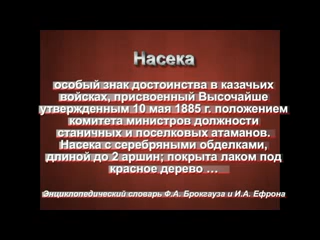 Насека
особый знак достоинства в казачьих
войсках, присвоенный Высочайше
утвержденным 10 мая 1885 г. положением
комитета министров должности
станичных и поселковых атаманов.
Насека с серебряными обделками,
длиной до 2 аршин; покрыта лаком под
красное дерево ...
Энциклопедический словарь Ф.А. Брокгауза и И.А. Ефрона